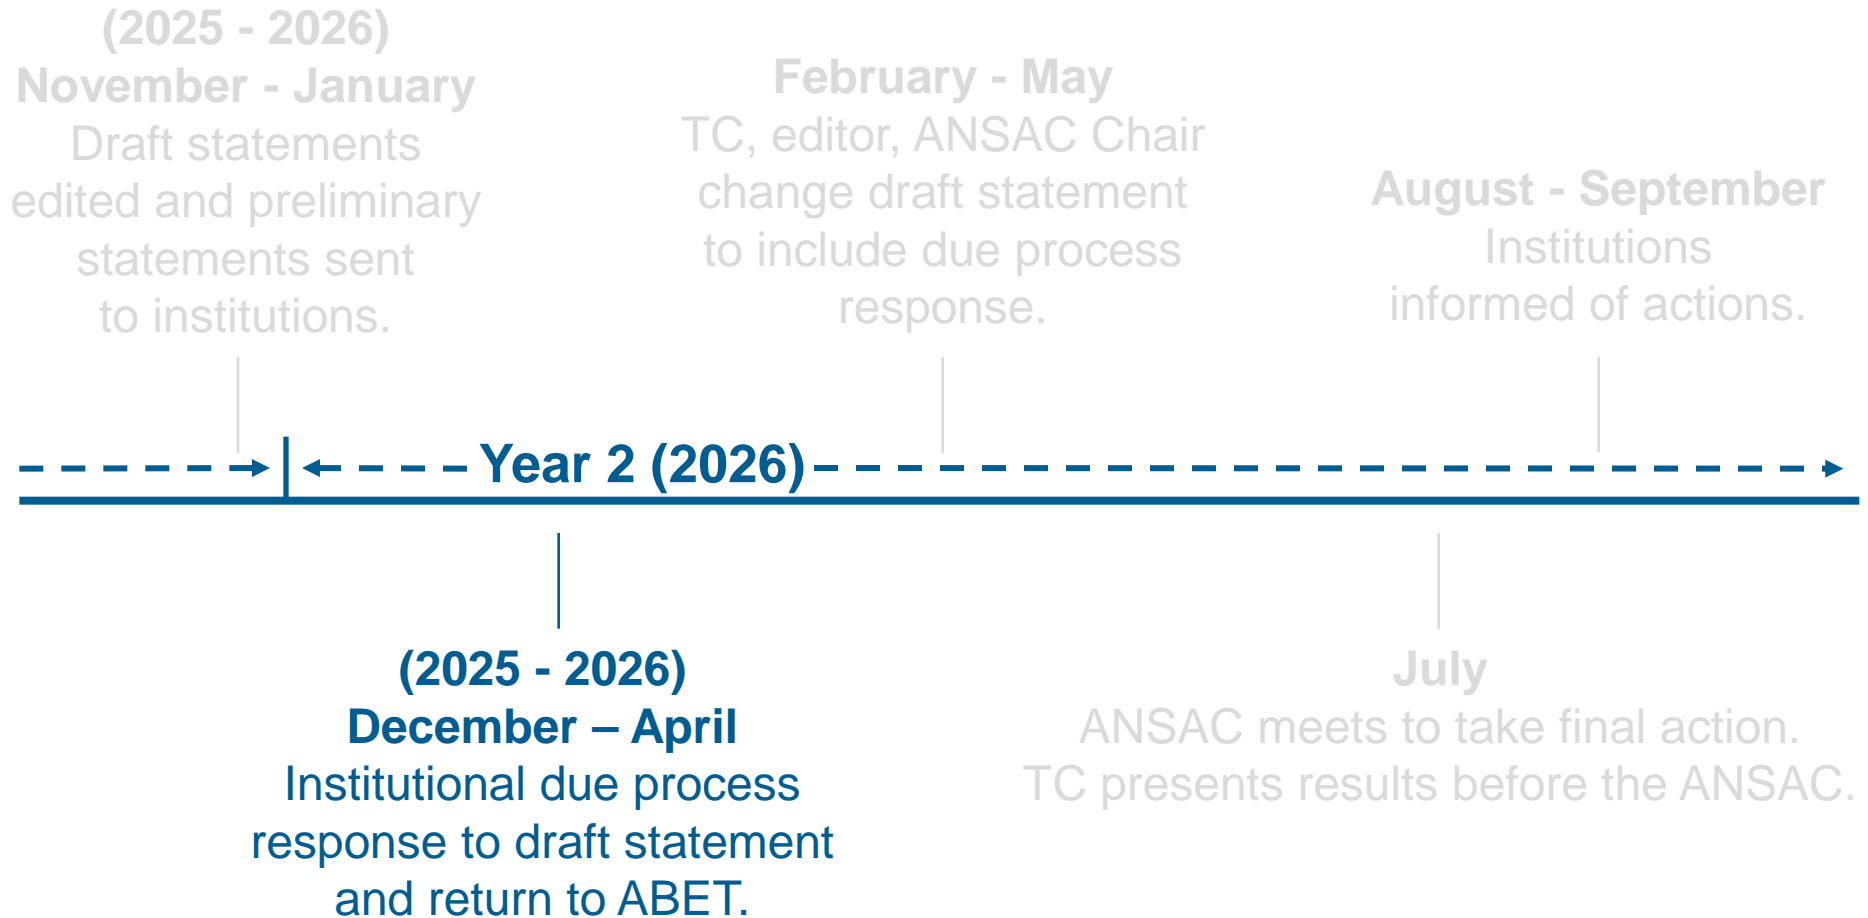 (2025 - 2026)
November - January
Draft statements
edited and preliminary
statements sent
to institutions.
February - May
TC, editor, ANSAC Chair
change draft statement
to include due process
response.
August - September
Institutions
informed of actions.
Year 2 (2026)
(2025 - 2026)
December – April
Institutional due process
response to draft statement
and return to ABET.
July
ANSAC meets to take final action.
TC presents results before the ANSAC.